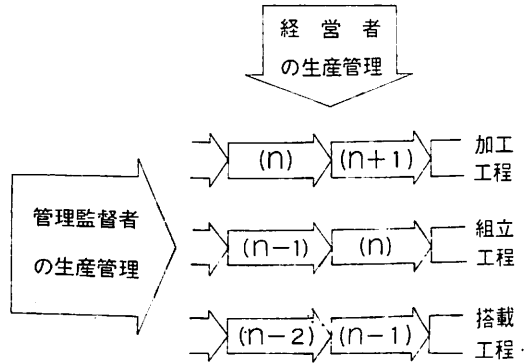 経営者
の生産管理
(n) (n+1) 加工
工程
管理監督者
の生産管理
(n-1) (n) 組立
工程
(n-2) (n-1) 搭載
工程